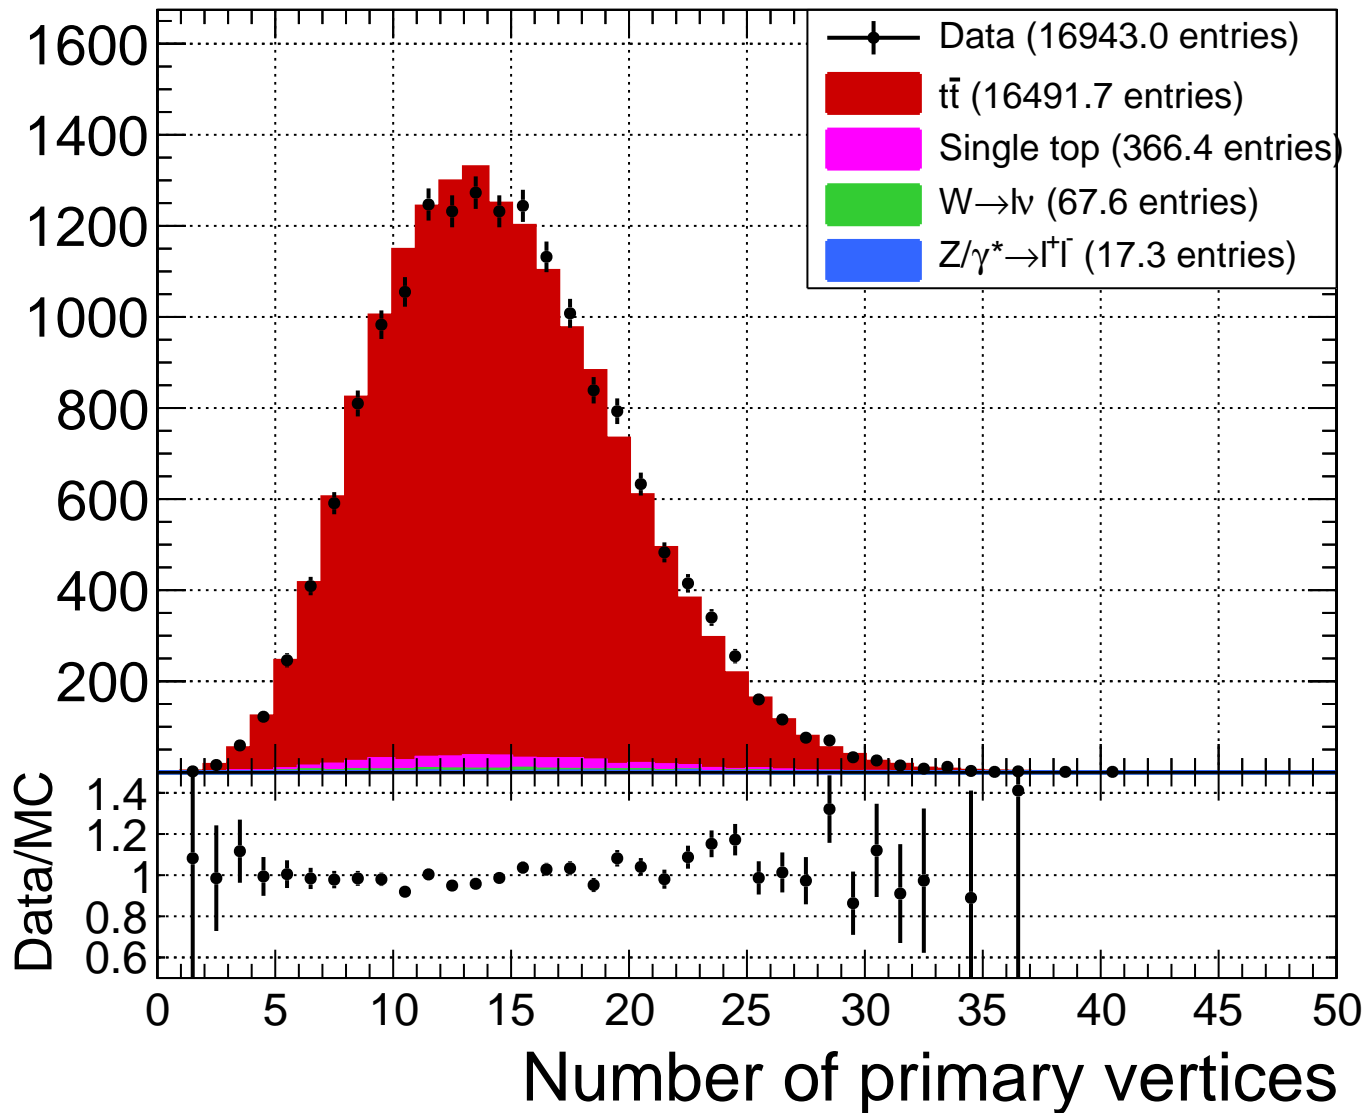 1600
1400
1200
1000
800
600
400
200
Data (16943.0 entries)
tt̄ (16491.7 entries)
Single top (366.4 entries)
W→lν (67.6 entries)
Z/γ*→l⁺l⁻ (17.3 entries)
Data/MC
1.4
1.2
1
0.8
0.6
0 5 10 15 20 25 30 35 40 45 50
Number of primary vertices